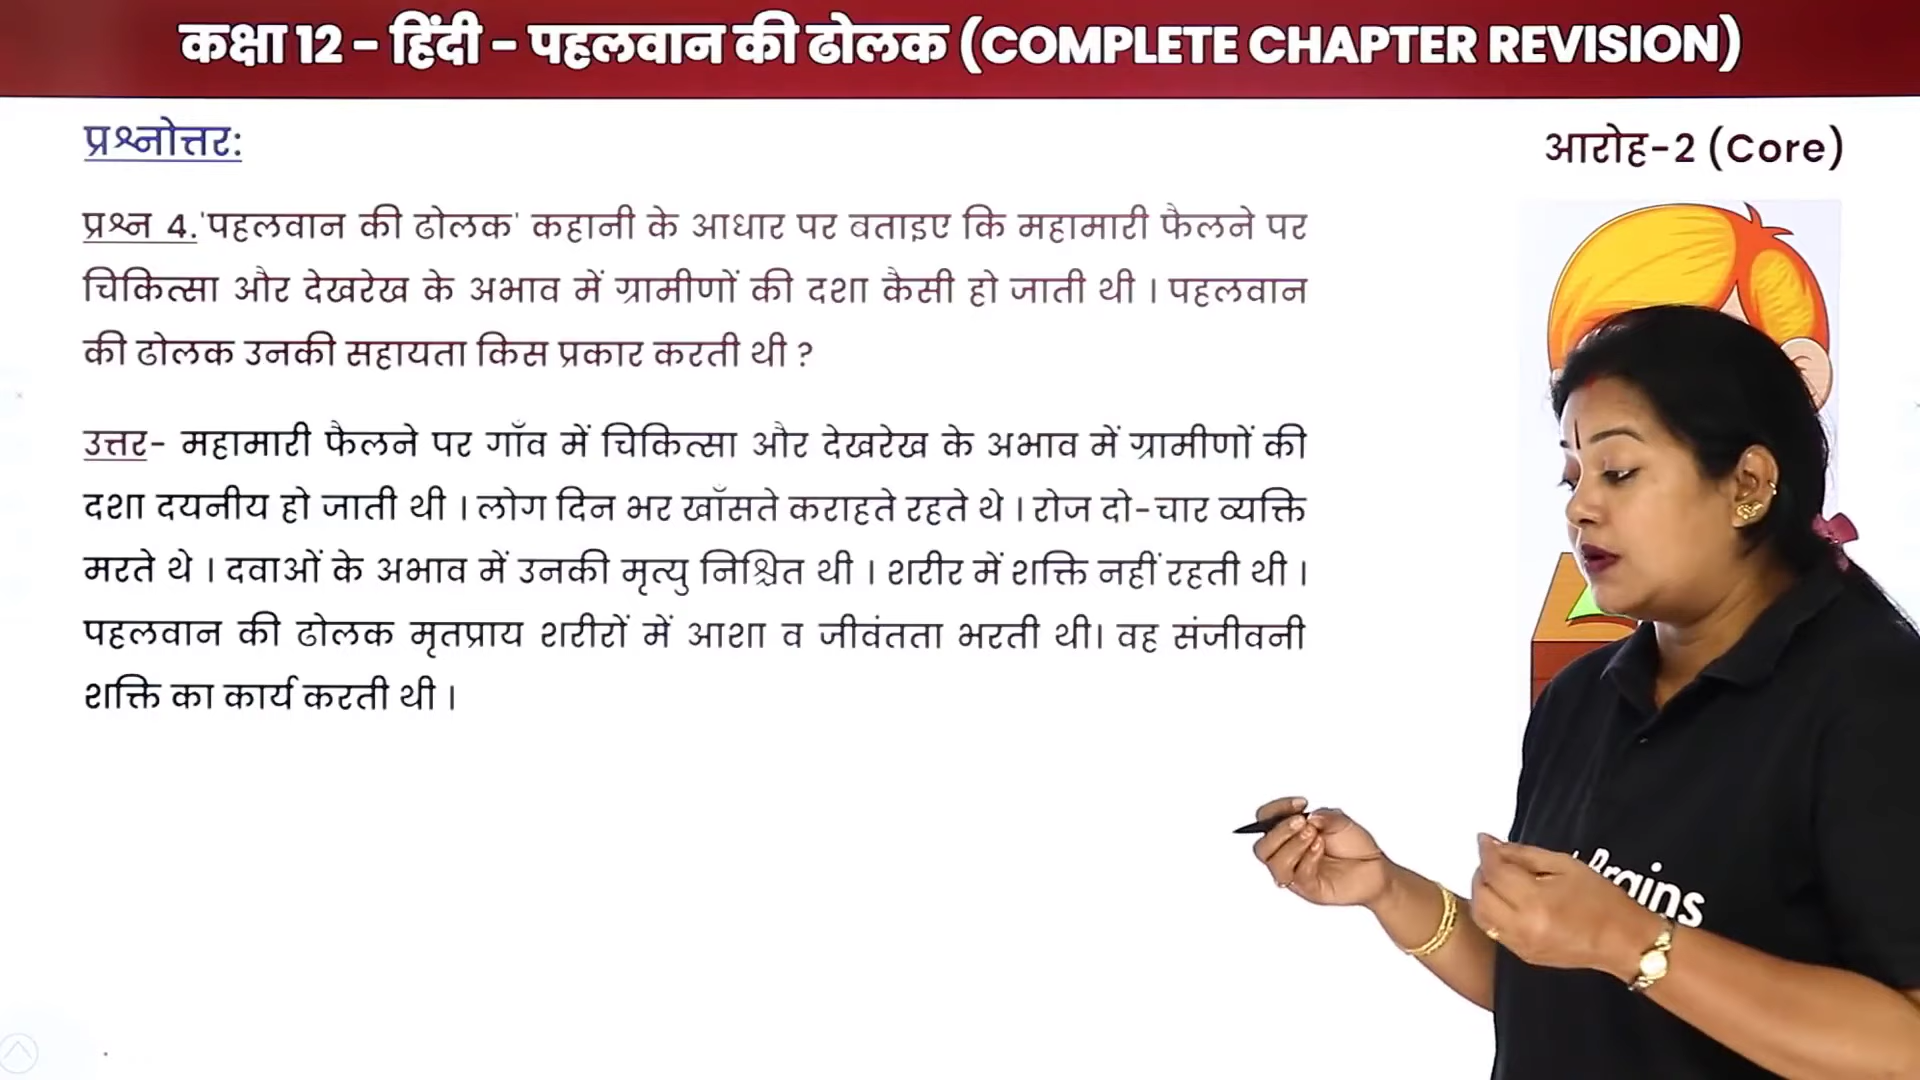 कक्षा 12 - हिंदी - पहलवान की ढोलक (COMPLETE CHAPTER REVISION)
प्रश्नोत्तर:
आरोह-2 (Core)
प्रश्न 4. 'पहलवान की ढोलक' कहानी के आधार पर बताइए कि महामारी फैलने पर
चिकित्सा और देखरेख के अभाव में ग्रामीणों की दशा कैसी हो जाती थी । पहलवान
की ढोलक उनकी सहायता किस प्रकार करती थी ?
उत्तर- महामारी फैलने पर गाँव में चिकित्सा और देखरेख के अभाव में ग्रामीणों की
दशा दयनीय हो जाती थी । लोग दिन भर खाँसते कराहते रहते थे । रोज दो-चार व्यक्ति
मरते थे । दवाओं के अभाव में उनकी मृत्यु निश्चित थी । शरीर में शक्ति नहीं रहती थी ।
पहलवान की ढोलक मृतप्राय शरीरों में आशा व जीवंतता भरती थी। वह संजीवनी
शक्ति का कार्य करती थी ।
Brains